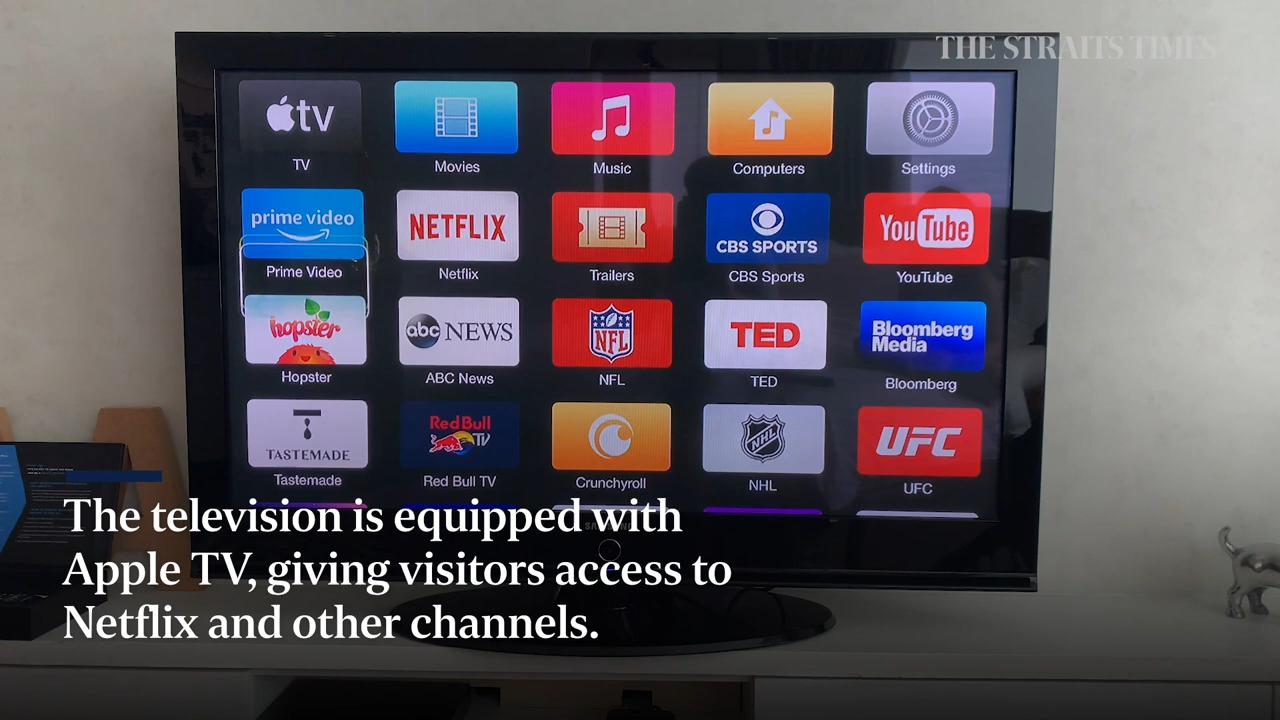 THE STRAITS TIMES
tv
TV
Movies
Music
Computers
Settings
prime video
Prime Video
NETFLIX
Netflix
Trailers
CBS SPORTS
CBS Sports
YouTube
YouTube
hopster
Hopster
abc NEWS
ABC News
NFL
NFL
TED
TED
Bloomberg
Media
Bloomberg
TASTEMADE
Tastemade
Red Bull
TV
Red Bull TV
Crunchyroll
NHL
NHL
UFC
UFC
The television is equipped with
Apple TV, giving visitors access to
Netflix and other channels.